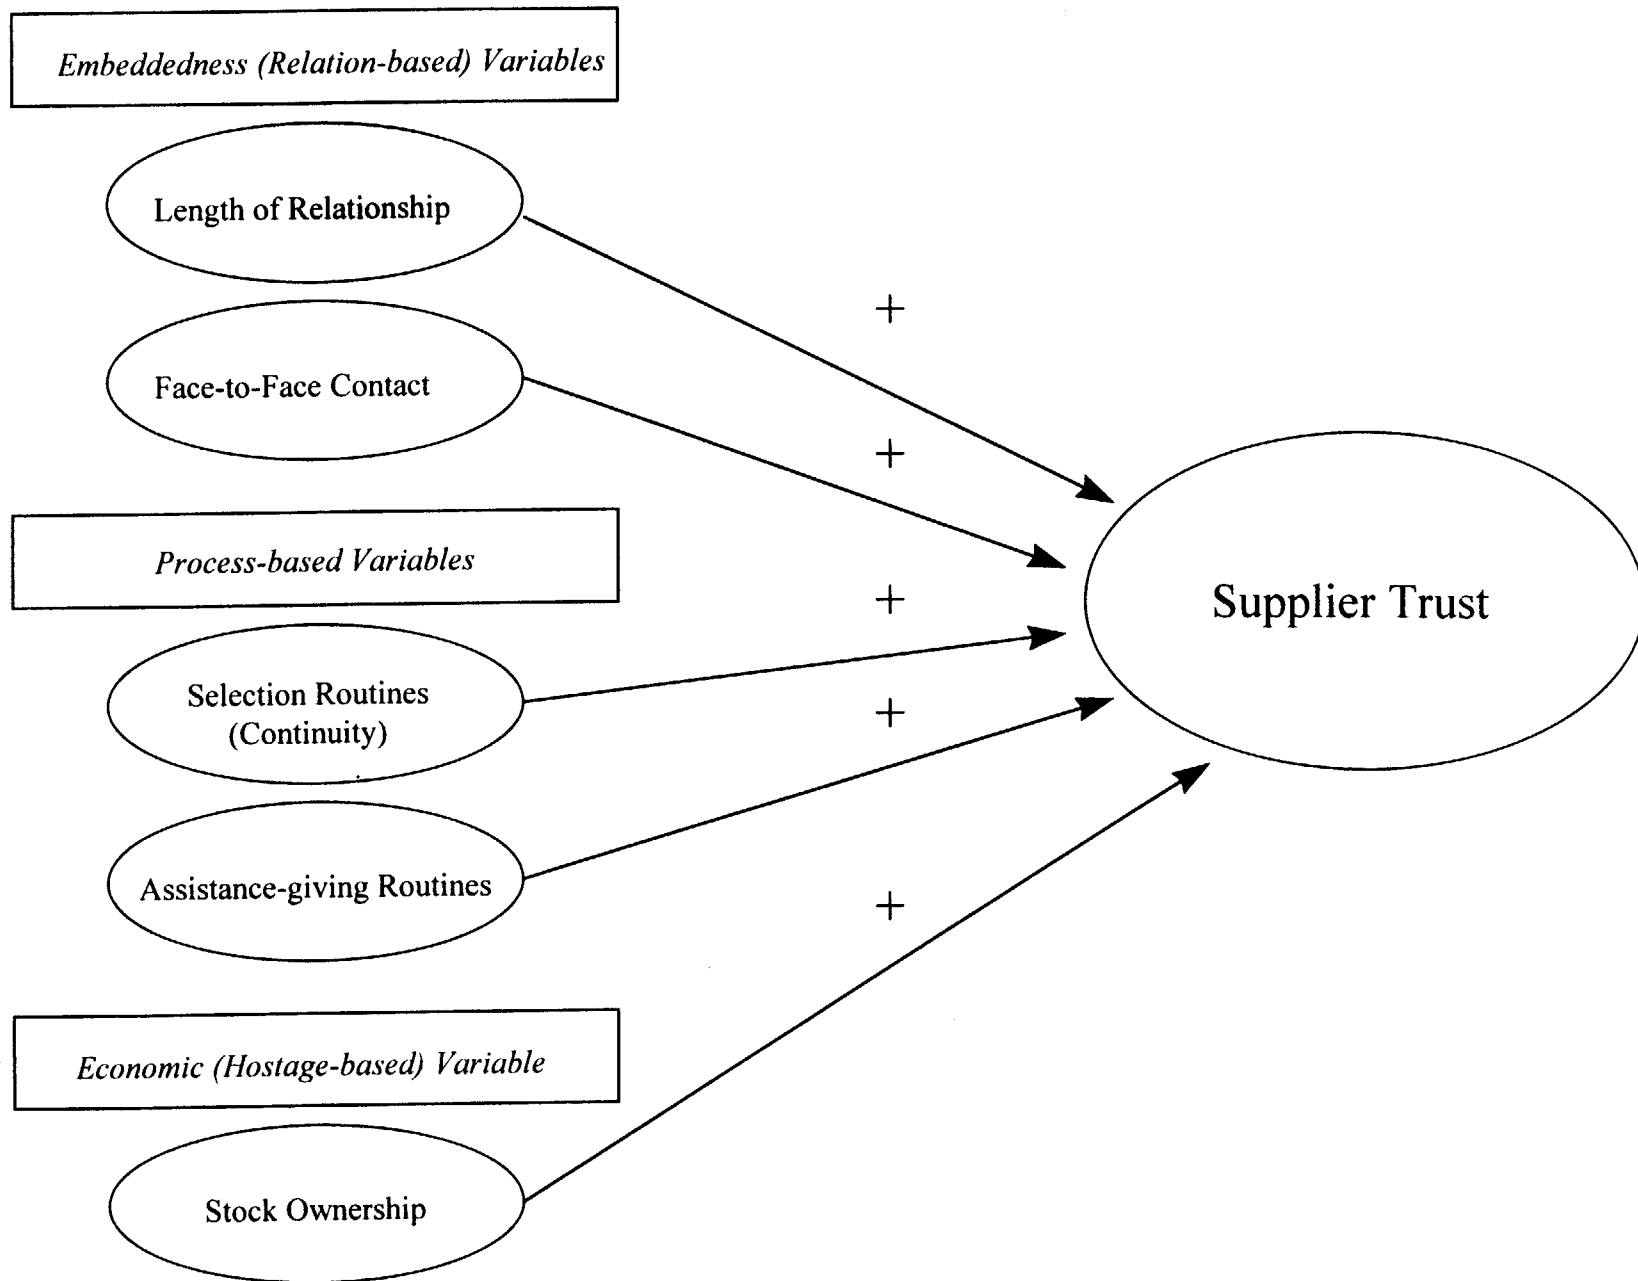 Embeddedness (Relation-based) Variables
Length of Relationship
+
Face-to-Face Contact
+
Process-based Variables
+
Supplier Trust
Selection Routines
(Continuity)
+
Assistance-giving Routines
+
Economic (Hostage-based) Variable
Stock Ownership